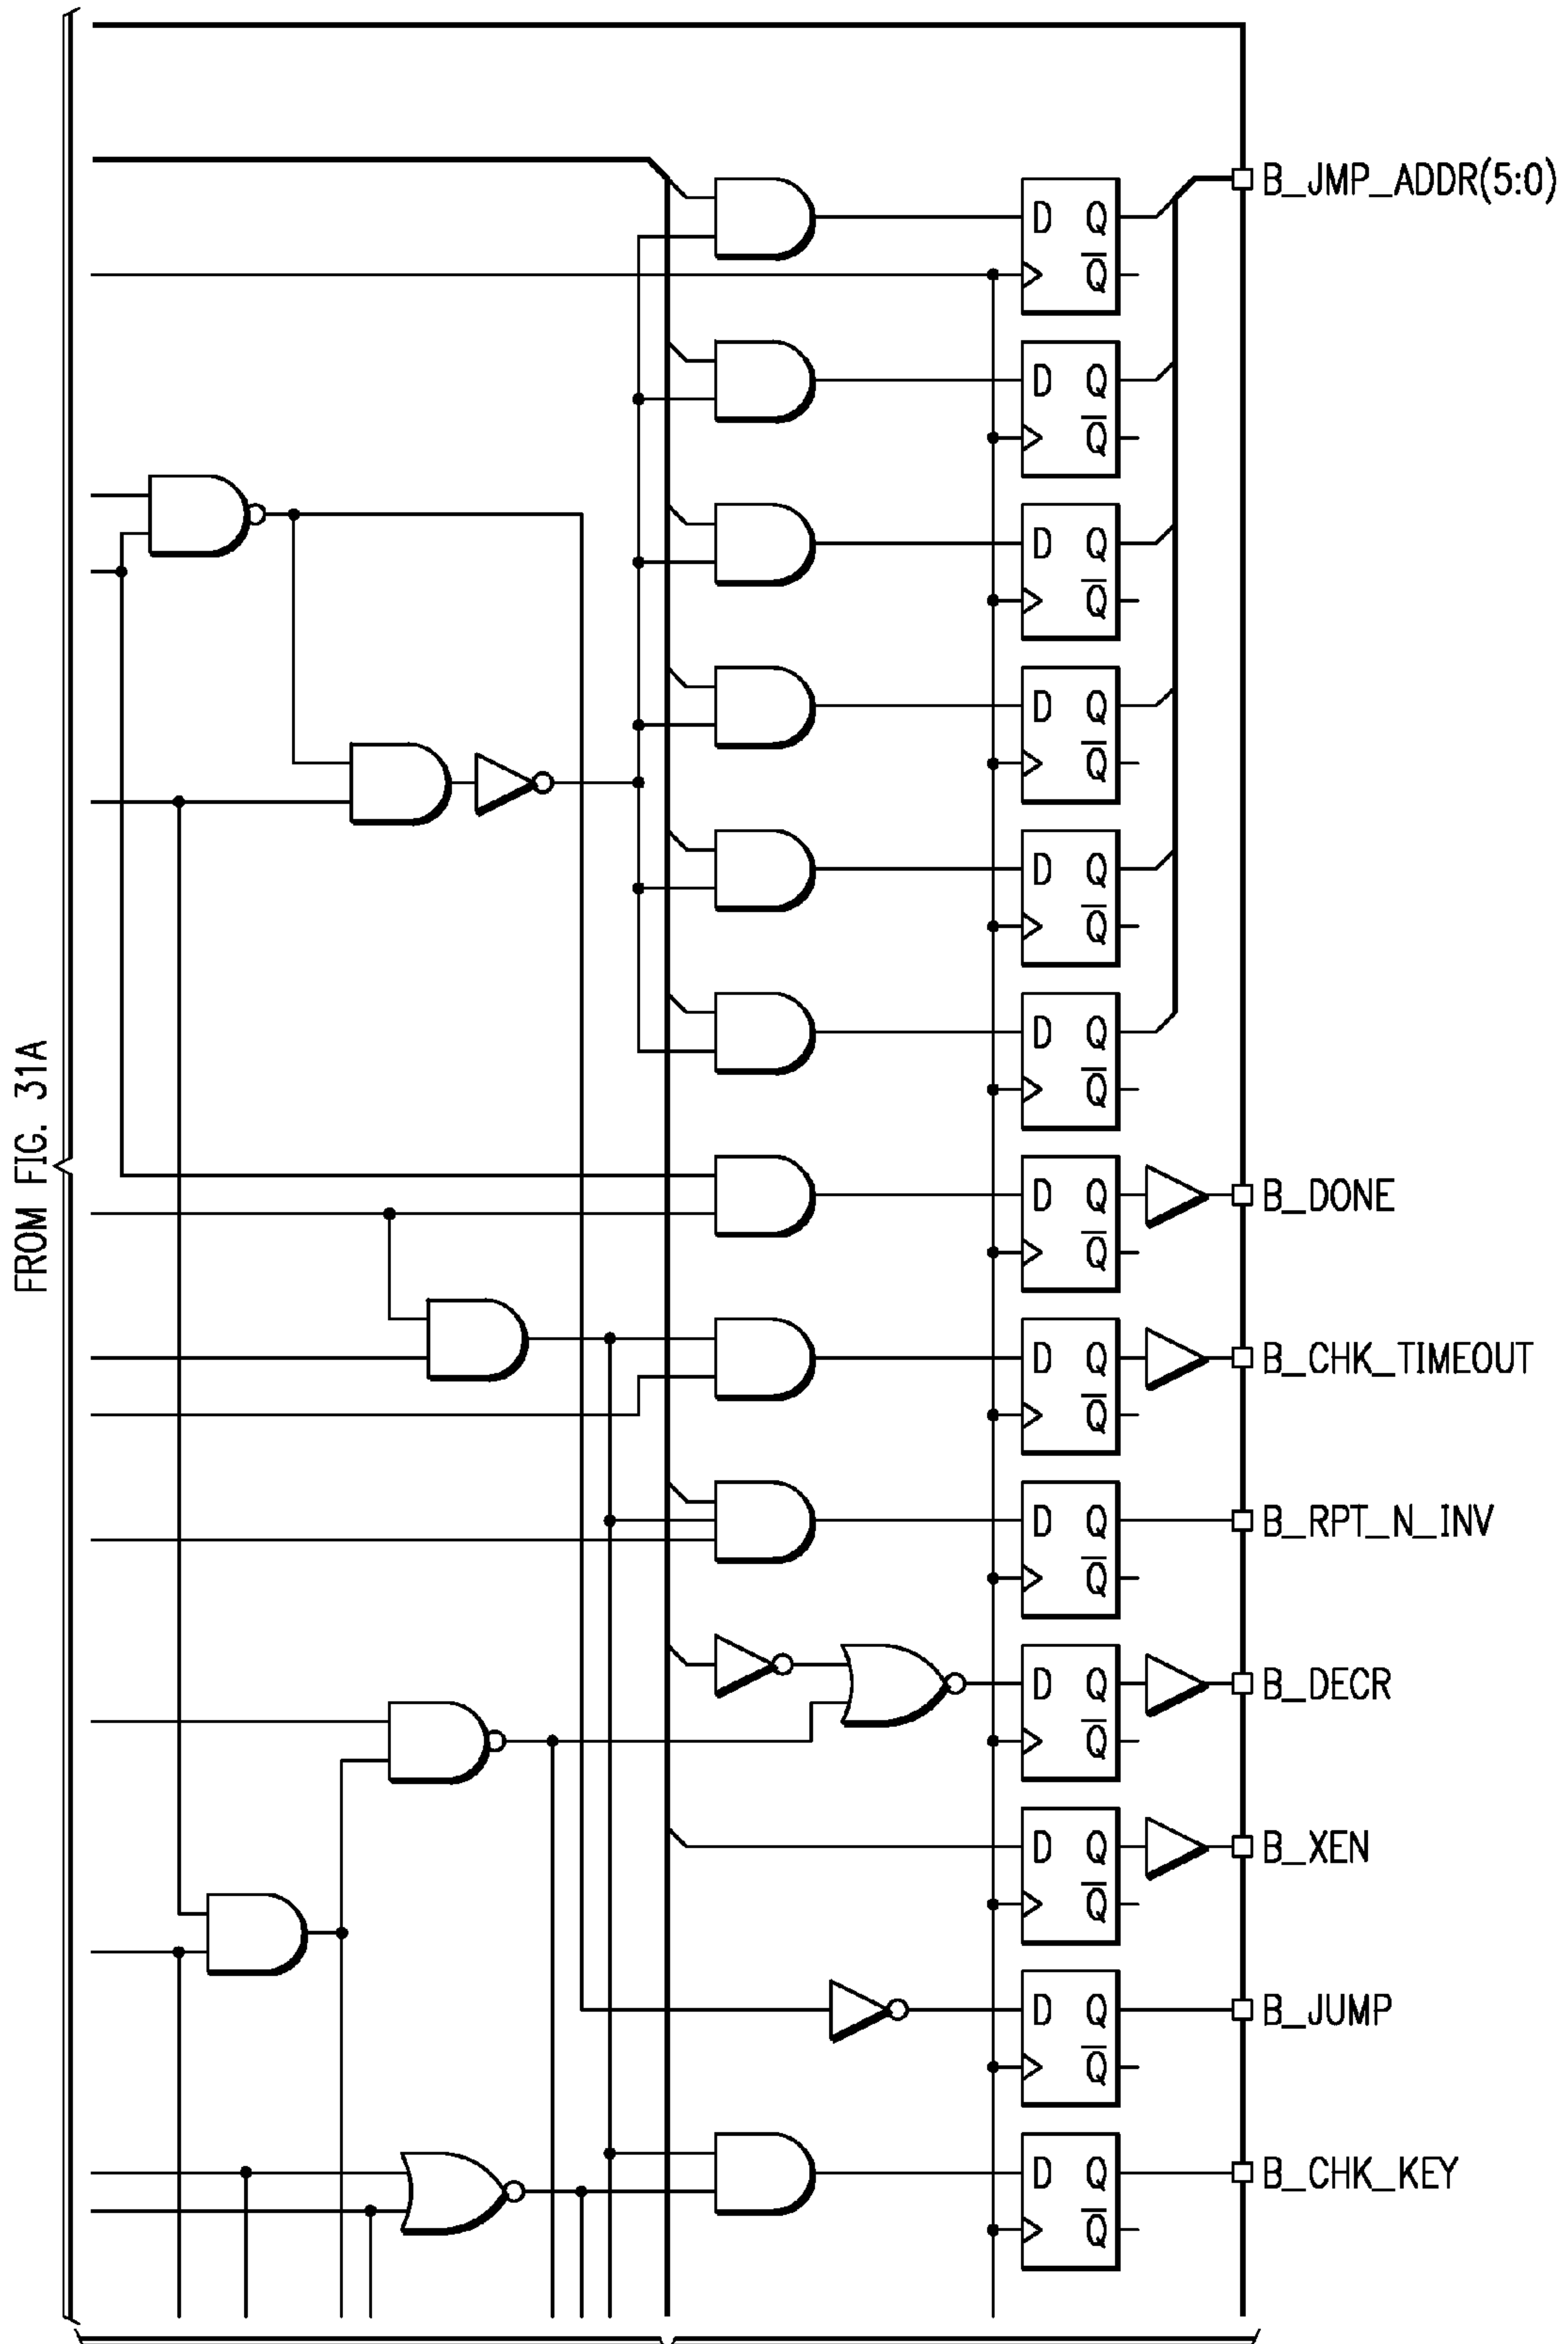 B_JMP_ADDR(5:0)
D Q
Q
D Q
Q
D Q
Q
D Q
Q
D Q
Q
D Q
Q
FROM FIG. 31A
D Q
Q
B_DONE
D Q
Q
B_CHK_TIMEOUT
D Q
Q
B_RPT_N_INV
D Q
Q
B_DECR
D Q
Q
B_XEN
D Q
Q
B_JUMP
D Q
Q
B_CHK_KEY